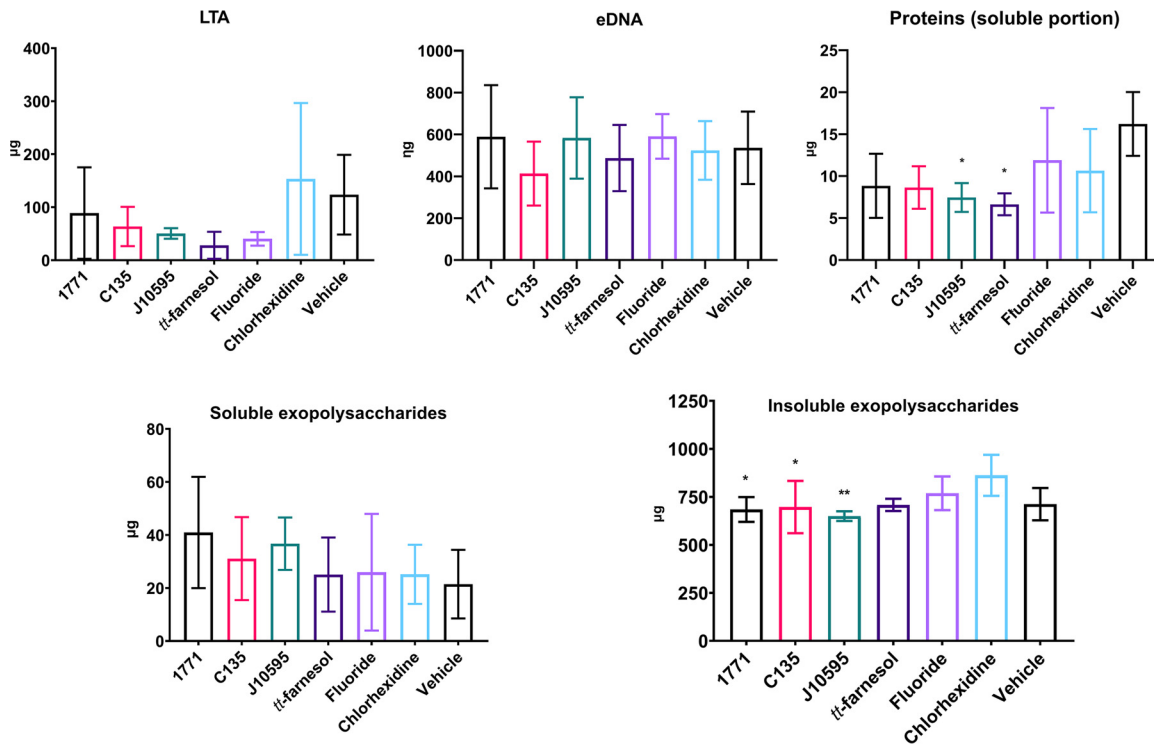 LTA
400
300
200
100
0
µg
1771
C135
J10595
tt-farnesol
Fluoride
Chlorhexidine
Vehicle
eDNA
1000
800
600
400
200
0
ηg
1771
C135
J10595
tt-farnesol
Fluoride
Chlorhexidine
Vehicle
Proteins (soluble portion)
25
20
15
10
5
0
µg
*
*
1771
C135
J10595
tt-farnesol
Fluoride
Chlorhexidine
Vehicle
Soluble exopolysaccharides
80
60
40
20
0
µg
1771
C135
J10595
tt-farnesol
Fluoride
Chlorhexidine
Vehicle
Insoluble exopolysaccharides
1250
1000
750
500
250
0
µg
*
*
**
1771
C135
J10595
tt-farnesol
Fluoride
Chlorhexidine
Vehicle